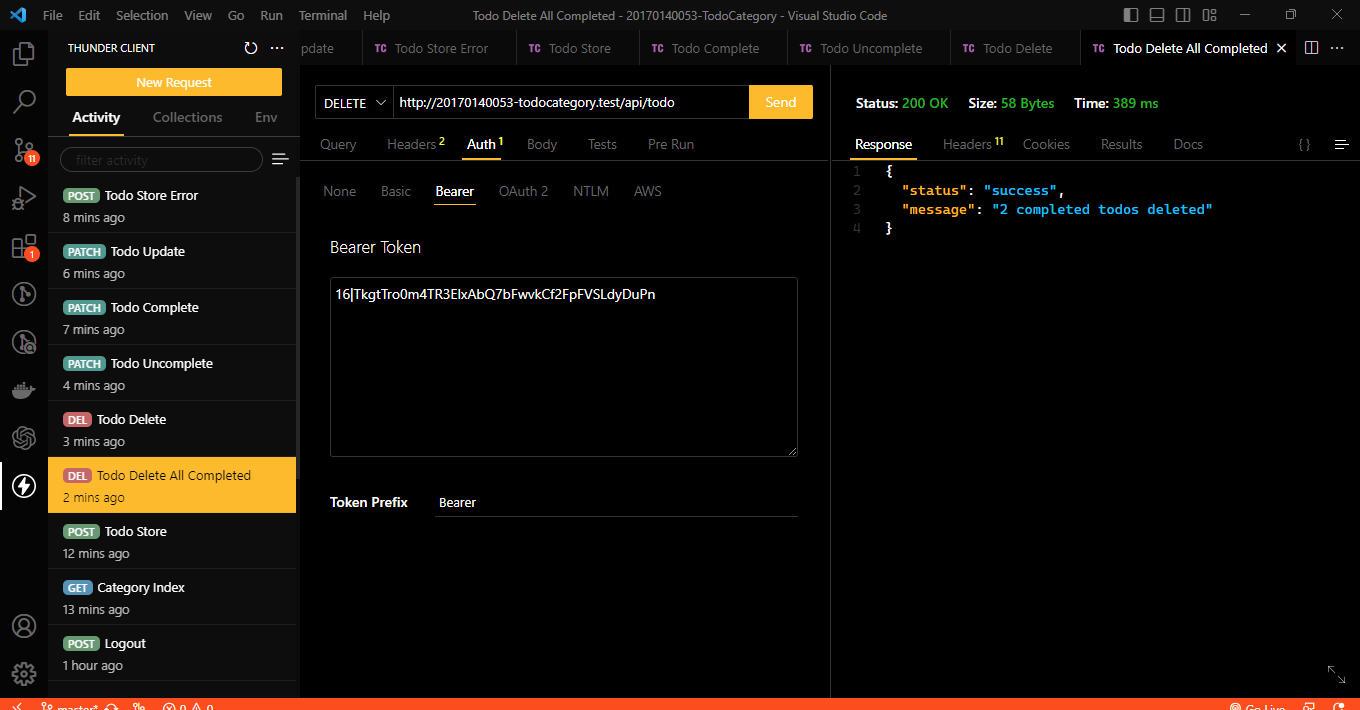 File Edit Selection View Go Run Terminal Help
Todo Delete All Completed - 20170140053-TodoCategory - Visual Studio Code
THUNDER CLIENT
New Request
Activity Collections Env
filter activity
POST Todo Store Error
8 mins ago
PATCH Todo Update
6 mins ago
PATCH Todo Complete
7 mins ago
PATCH Todo Uncomplete
4 mins ago
DEL Todo Delete
3 mins ago
DEL Todo Delete All Completed
2 mins ago
POST Todo Store
12 mins ago
GET Category Index
13 mins ago
POST Logout
1 hour ago
11
1
pdate TC Todo Store Error TC Todo Store TC Todo Complete TC Todo Uncomplete TC Todo Delete TC Todo Delete All Completed
DELETE http://20170140053-todocategory.test/api/todo Send
Query Headers 2 Auth 1 Body Tests Pre Run
None Basic Bearer OAuth 2 NTLM AWS
Bearer Token
16|TkgtTro0m4TR3ElxAbQ7bFwvkCf2FpFVSLdyDuPn
Token Prefix Bearer
Status: 200 OK Size: 58 Bytes Time: 389 ms
Response Headers 11 Cookies Results Docs { }
1 {
2 "status": "success",
3 "message": "2 completed todos deleted"
4 }
master* 0 0 Go Live